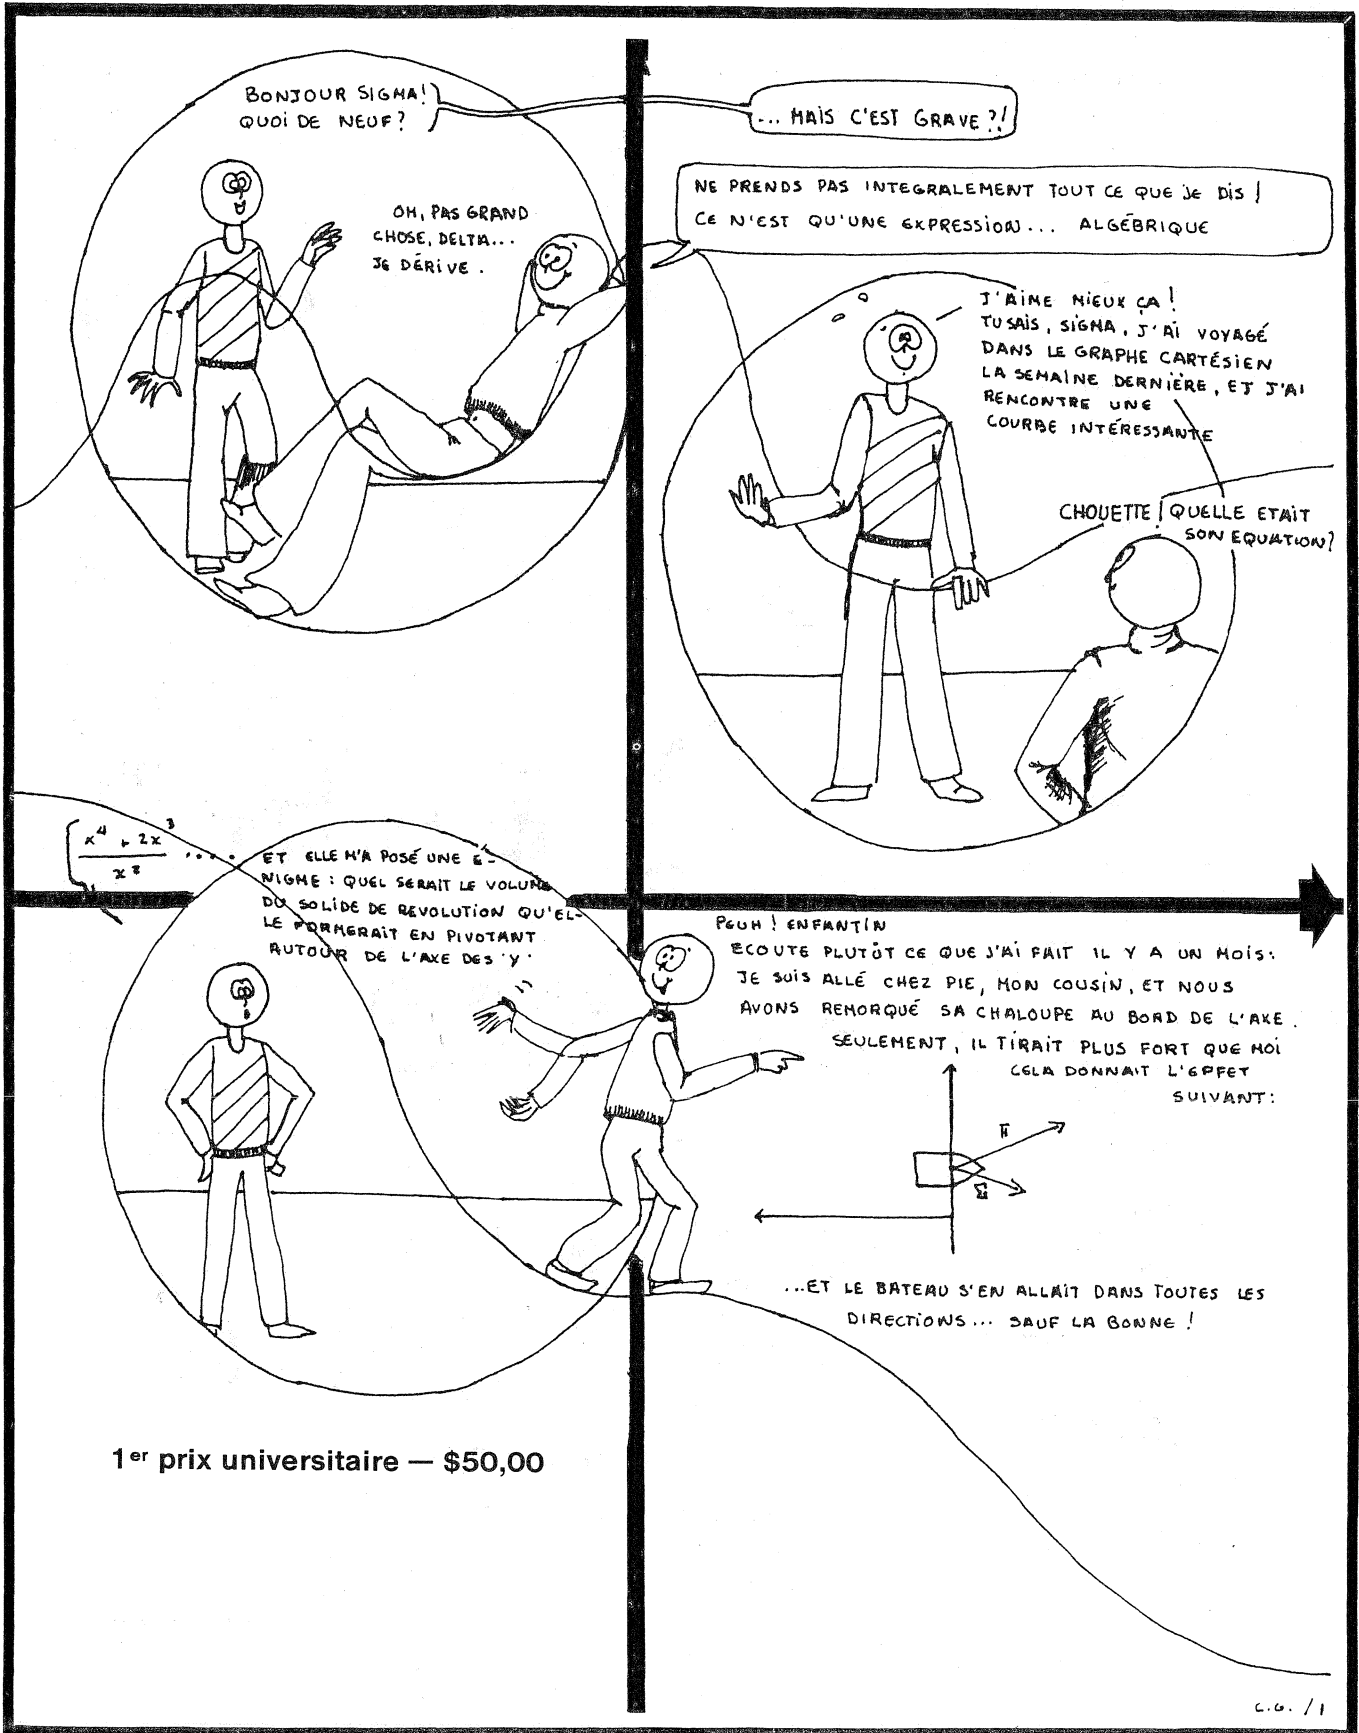 BONJOUR SIGMA!
QUOI DE NEUF?
OH, PAS GRAND
CHOSE, DELTA...
JE DÉRIVE.
... MAIS C'EST GRAVE?!
NE PRENDS PAS INTEGRALEMENT TOUT CE QUE JE DIS!
CE N'EST QU'UNE EXPRESSION... ALGÉBRIQUE
J'AIME MIEUX ÇA!
TU SAIS, SIGMA, J'AI VOYAGÉ
DANS LE GRAPHE CARTÉSIEN
LA SEMAINE DERNIÈRE, ET J'AI
RENCONTRE UNE
COURBE INTÉRESSANTE
CHOUETTE! QUELLE ETAIT
SON EQUATION?
x⁴ + 2x³
x²
....
ET ELLE M'A POSÉ UNE E-
NIGME : QUEL SERAIT LE VOLUME
DU SOLIDE DE REVOLUTION QU'EL-
LE FORMERAIT EN PIVOTANT
AUTOUR DE L'AXE DES 'Y'
PEUH! ENFANTIN
ECOUTE PLUTÔT CE QUE J'AI FAIT IL Y A UN MOIS:
JE SUIS ALLÉ CHEZ PIE, MON COUSIN, ET NOUS
AVONS REMORQUÉ SA CHALOUPE AU BORD DE L'AXE.
SEULEMENT, IL TIRAIT PLUS FORT QUE MOI
CELA DONNAIT L'EFFET
SUIVANT:
π
Σ
...ET LE BATEAU S'EN ALLAIT DANS TOUTES LES
DIRECTIONS... SAUF LA BONNE!
1er prix universitaire — $50,00
C.G. /1